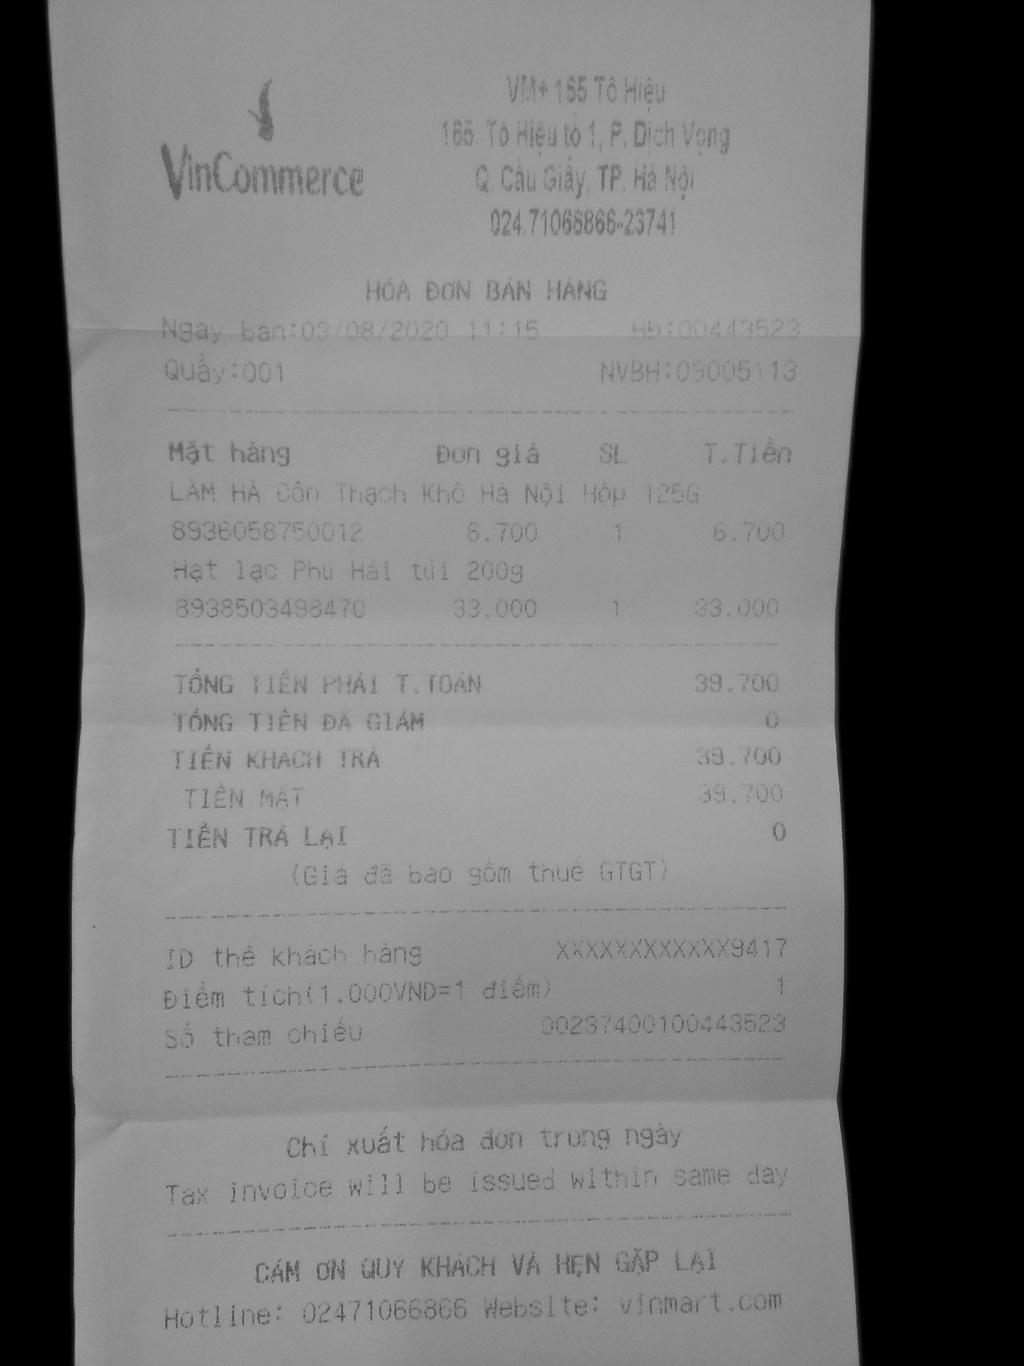 VinCommerce
VM+ 165 Tô Hiệu
165 Tô Hiệu tổ 1, P. Dịch Vọng
Q. Cầu Giấy, TP. Hà Nội
024.71066866-23741
HÓA ĐƠN BÁN HÀNG
Ngày bán:03/08/2020 11:15 HĐ:00443523
Quầy:001 NVBH:09005113
Mặt hàng Đơn giá SL T.Tiền
LÂM HÀ Côn Thạch Khô Hà Nội Hộp 125G
8936058750012 6.700 1 6.700
Hạt lạc Phú Hải túi 200g
8938503498470 33.000 1 33.000
TỔNG TIỀN PHẢI T.TOÁN 39.700
TỔNG TIỀN ĐÃ GIẢM 0
TIỀN KHÁCH TRẢ 39.700
TIỀN MẶT 39.700
TIỀN TRẢ LẠI 0
(Giá đã bao gồm thuế GTGT)
ID thẻ khách hàng XXXXXXXXXXXX9417
Điểm tích(1.000VND=1 điểm) 1
Số tham chiếu 00237400100443523
Chỉ xuất hóa đơn trong ngày
Tax invoice will be issued within same day
CẢM ƠN QUÝ KHÁCH VÀ HẸN GẶP LẠI
Hotline: 02471066866 Website: vinmart.com